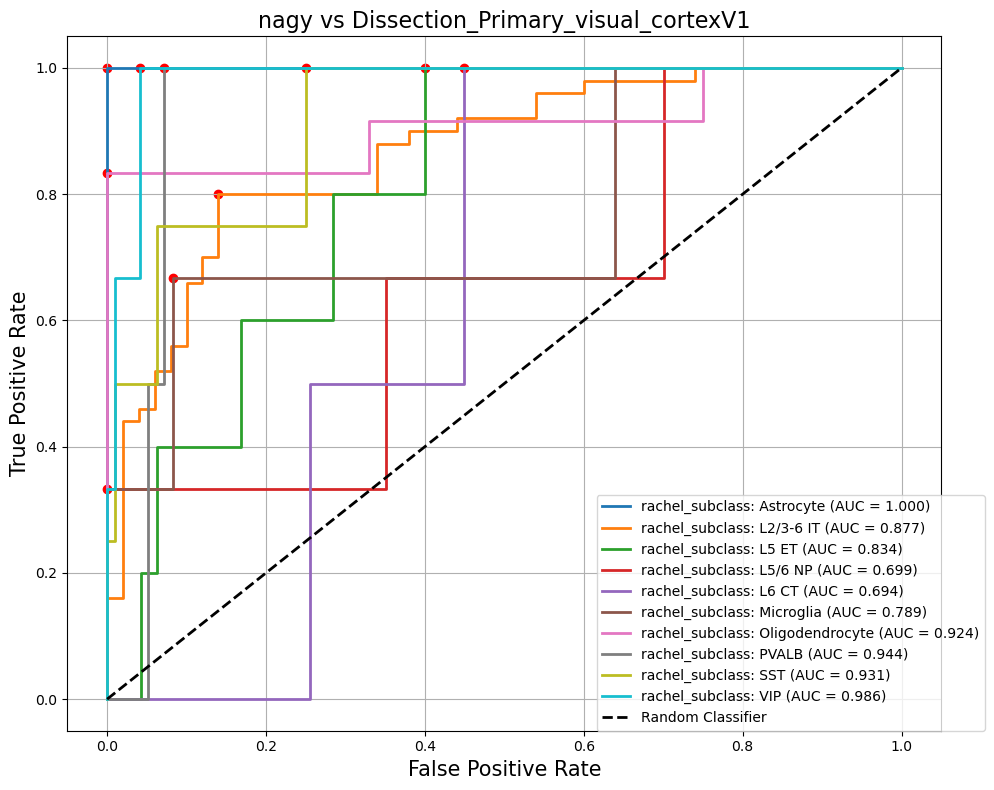 nagy vs Dissection_Primary_visual_cortexV1
True Positive Rate
1.0
0.8
0.6
0.4
0.2
0.0
rachel_subclass: Astrocyte (AUC = 1.000)
rachel_subclass: L2/3-6 IT (AUC = 0.877)
rachel_subclass: L5 ET (AUC = 0.834)
rachel_subclass: L5/6 NP (AUC = 0.699)
rachel_subclass: L6 CT (AUC = 0.694)
rachel_subclass: Microglia (AUC = 0.789)
rachel_subclass: Oligodendrocyte (AUC = 0.924)
rachel_subclass: PVALB (AUC = 0.944)
rachel_subclass: SST (AUC = 0.931)
rachel_subclass: VIP (AUC = 0.986)
Random Classifier
0.0 0.2 0.4 0.6 0.8 1.0
False Positive Rate